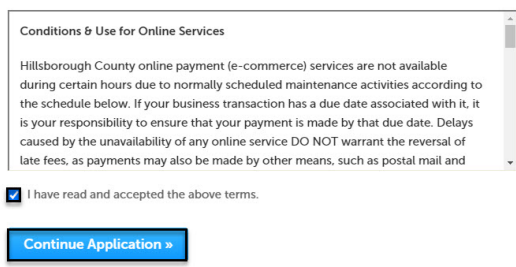 Conditions & Use for Online Services
Hillsborough County online payment (e-commerce) services are not available
during certain hours due to normally scheduled maintenance activities according to
the schedule below. If your business transaction has a due date associated with it, it
is your responsibility to ensure that your payment is made by that due date. Delays
caused by the unavailability of any online service DO NOT warrant the reversal of
late fees, as payments may also be made by other means, such as postal mail and
I have read and accepted the above terms.
Continue Application »